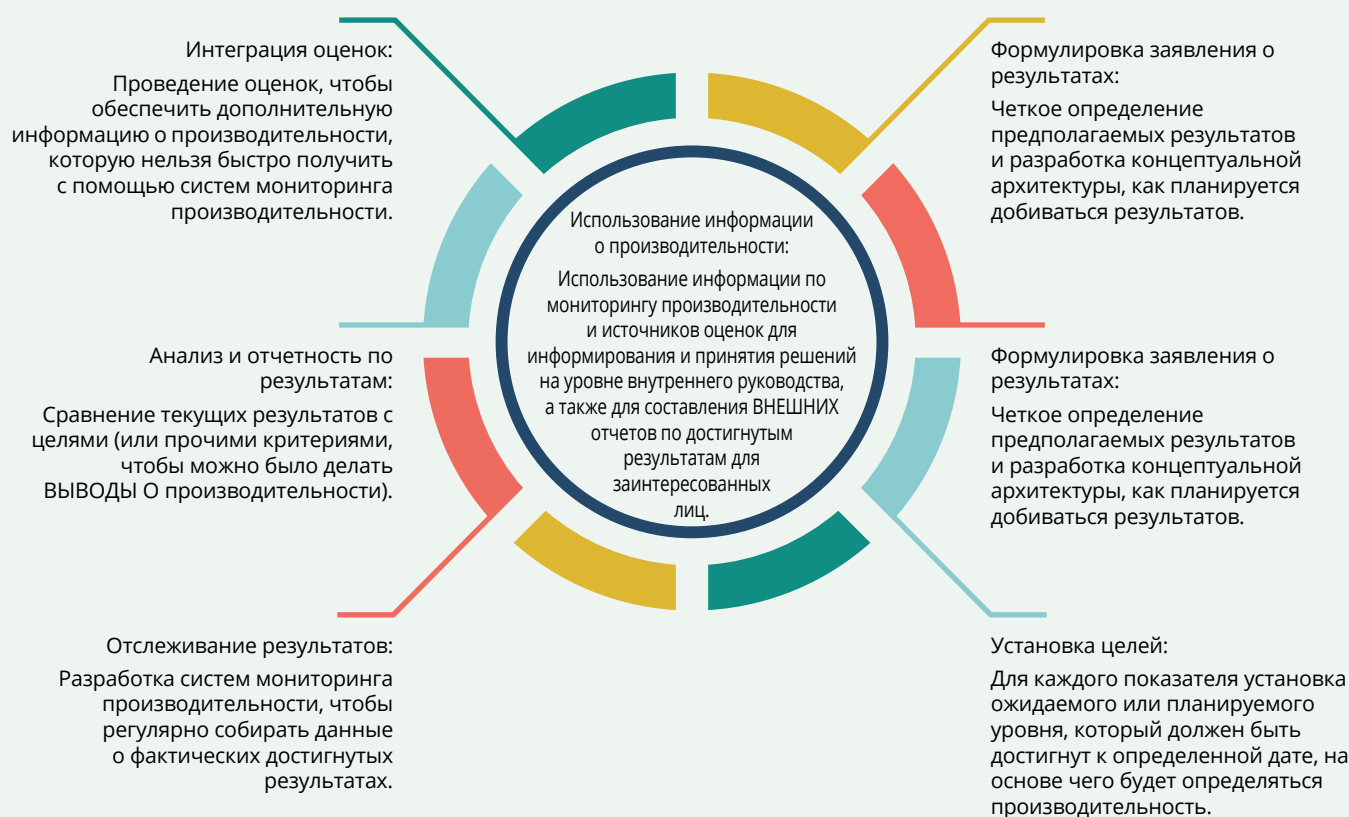 Интеграция оценок:
Проведение оценок, чтобы
обеспечить дополнительную
информацию о производительности,
которую нельзя быстро получить
с помощью систем мониторинга
производительности.
Анализ и отчетность по
результатам:
Сравнение текущих результатов с
целями (или прочими критериями,
чтобы можно было делать
ВЫВОДЫ О производительности).
Отслеживание результатов:
Разработка систем мониторинга
производительности, чтобы
регулярно собирать данные
о фактических достигнутых
результатах.
Использование информации
о производительности:
Использование информации по
мониторингу производительности
и источников оценок для
информирования и принятия решений
на уровне внутреннего руководства,
а также для составления ВНЕШНИХ
отчетов по достигнутым
результатам для
заинтересованных
лиц.
Формулировка заявления о
результатах:
Четкое определение
предполагаемых результатов
и разработка концептуальной
архитектуры, как планируется
добиваться результатов.
Формулировка заявления о
результатах:
Четкое определение
предполагаемых результатов
и разработка концептуальной
архитектуры, как планируется
добиваться результатов.
Установка целей:
Для каждого показателя установка
ожидаемого или планируемого
уровня, который должен быть
достигнут к определенной дате, на
основе чего будет определяться
производительность.